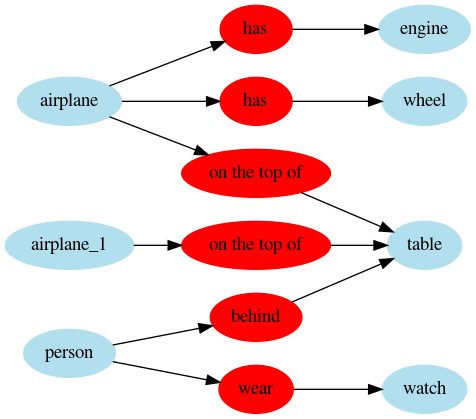 has
engine
airplane
has
wheel
on the top of
airplane_1
on the top of
table
behind
person
wear
watch